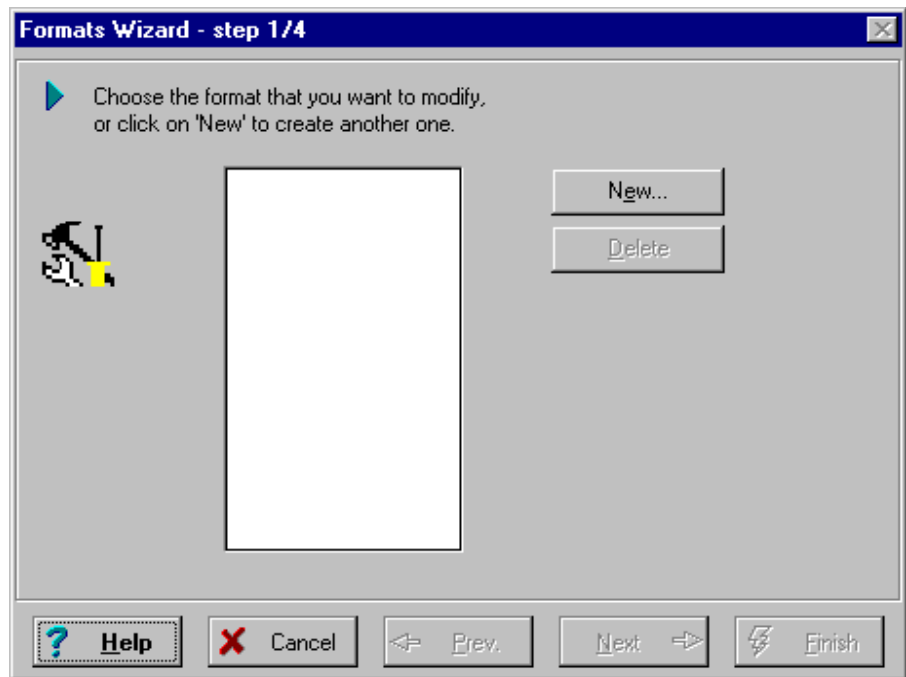 Formats Wizard - step 1/4
Choose the format that you want to modify,
or click on 'New' to create another one.
New...
Delete
? Help
Cancel
Prev.
Next
Finish